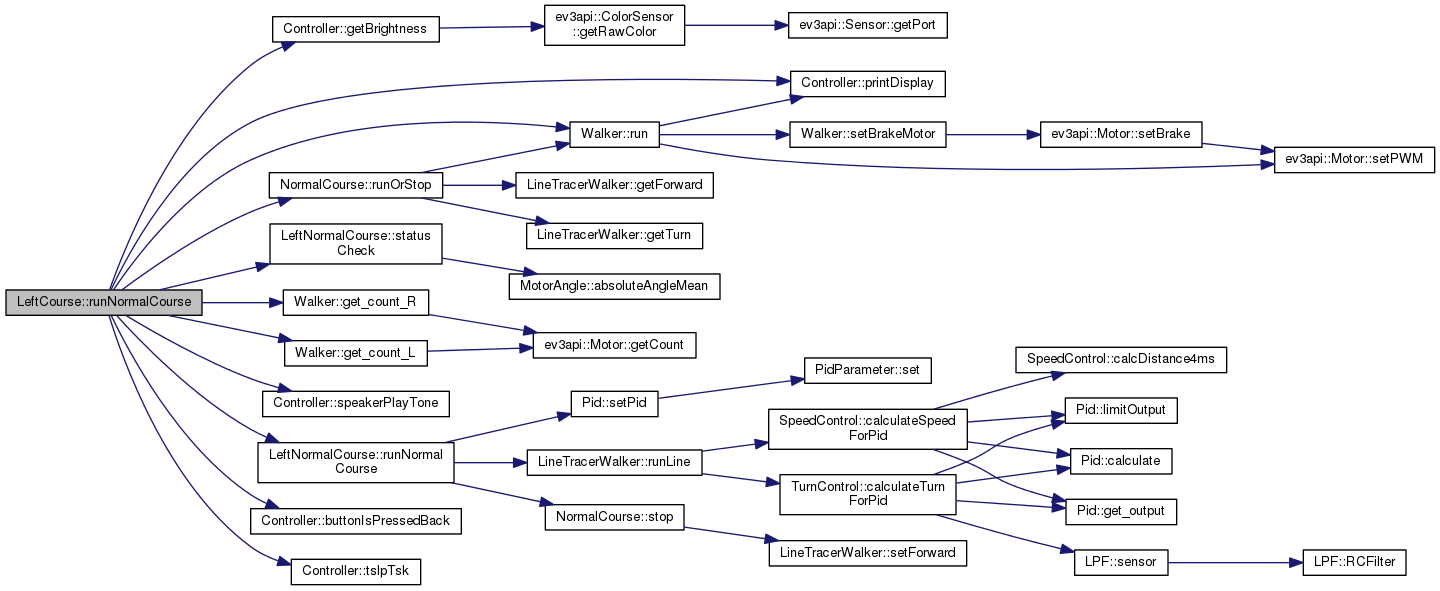 LeftCourse::runNormalCourse
Controller::getBrightness
ev3api::ColorSensor
::getRawColor
ev3api::Sensor::getPort
Controller::printDisplay
Walker::run
Walker::setBrakeMotor
ev3api::Motor::setBrake
ev3api::Motor::setPWM
NormalCourse::runOrStop
LineTracerWalker::getForward
LineTracerWalker::getTurn
LeftNormalCourse::status
Check
MotorAngle::absoluteAngleMean
Walker::get_count_R
Walker::get_count_L
ev3api::Motor::getCount
Controller::speakerPlayTone
LeftNormalCourse::runNormal
Course
Pid::setPid
PidParameter::set
LineTracerWalker::runLine
SpeedControl::calculateSpeed
ForPid
SpeedControl::calcDistance4ms
Pid::limitOutput
Pid::calculate
Pid::get_output
TurnControl::calculateTurn
ForPid
LPF::sensor
LPF::RCFilter
NormalCourse::stop
LineTracerWalker::setForward
Controller::buttonIsPressedBack
Controller::tslpTsk